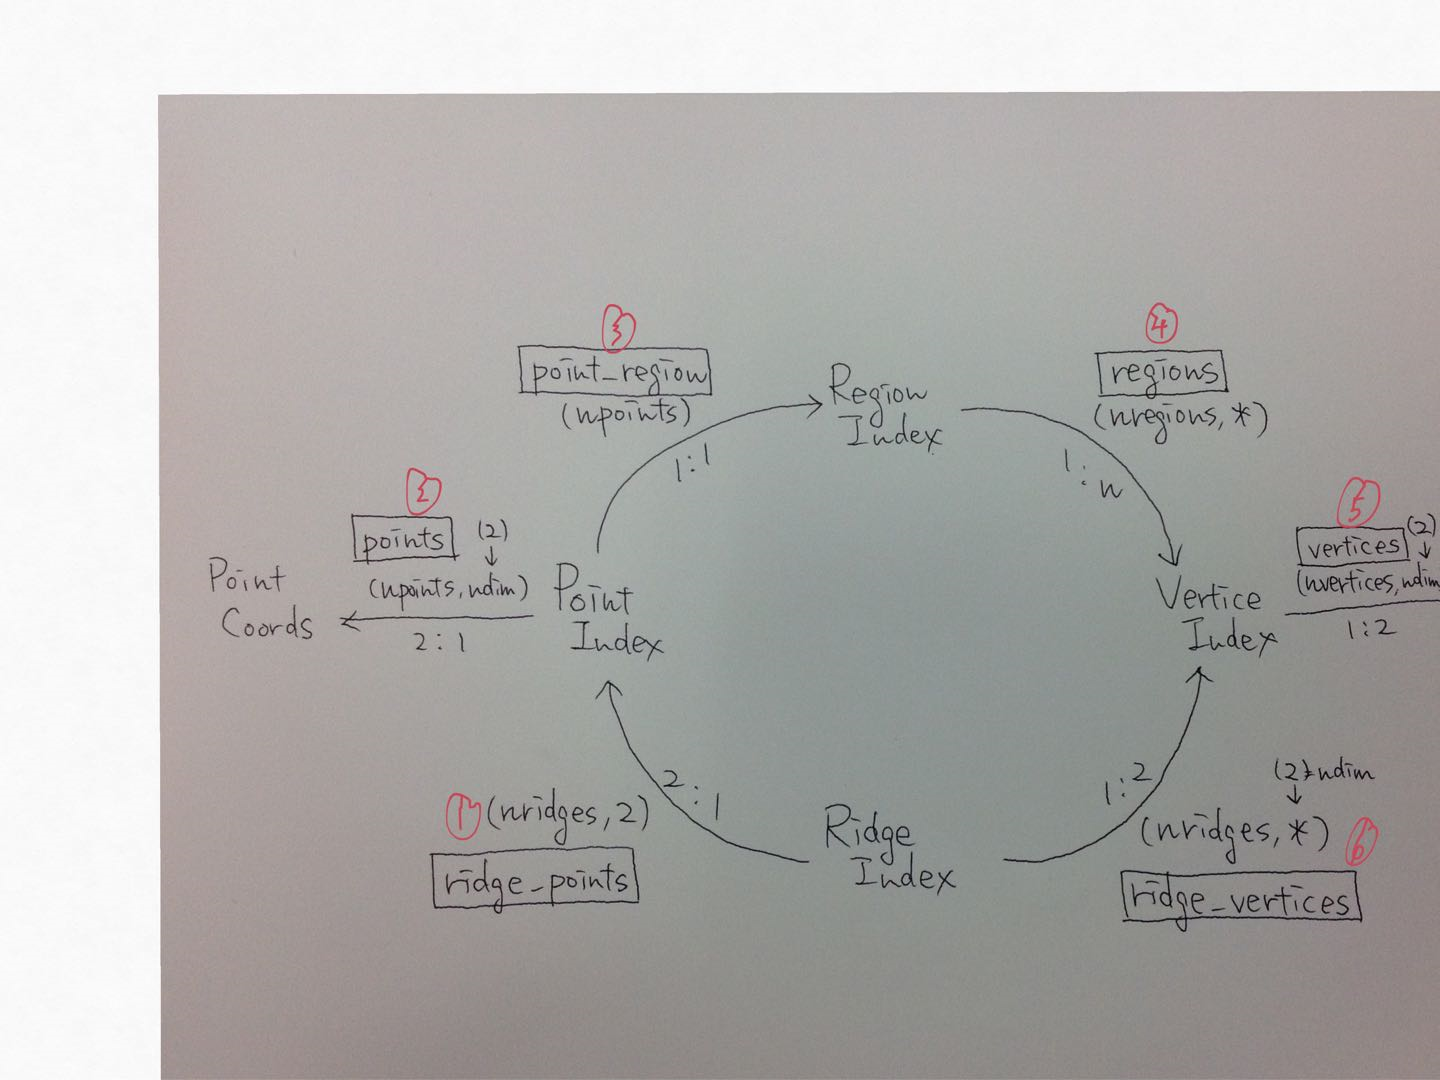 ③
④
point_region
(npoints)
Region
Index
regions
(nregions, *)
1:1
1:n
②
points
(2)
↓
(npoints, ndim)
Point
Coords
2:1
Point
Index
⑤
vertices
(2)
↓
(nvertices, ndim
Vertice
Index
1:2
2:1
1:2
(2)≠ndim
↓
① (nridges, 2)
ridge_points
Ridge
Index
(nridges, *) ⑥
ridge_vertices